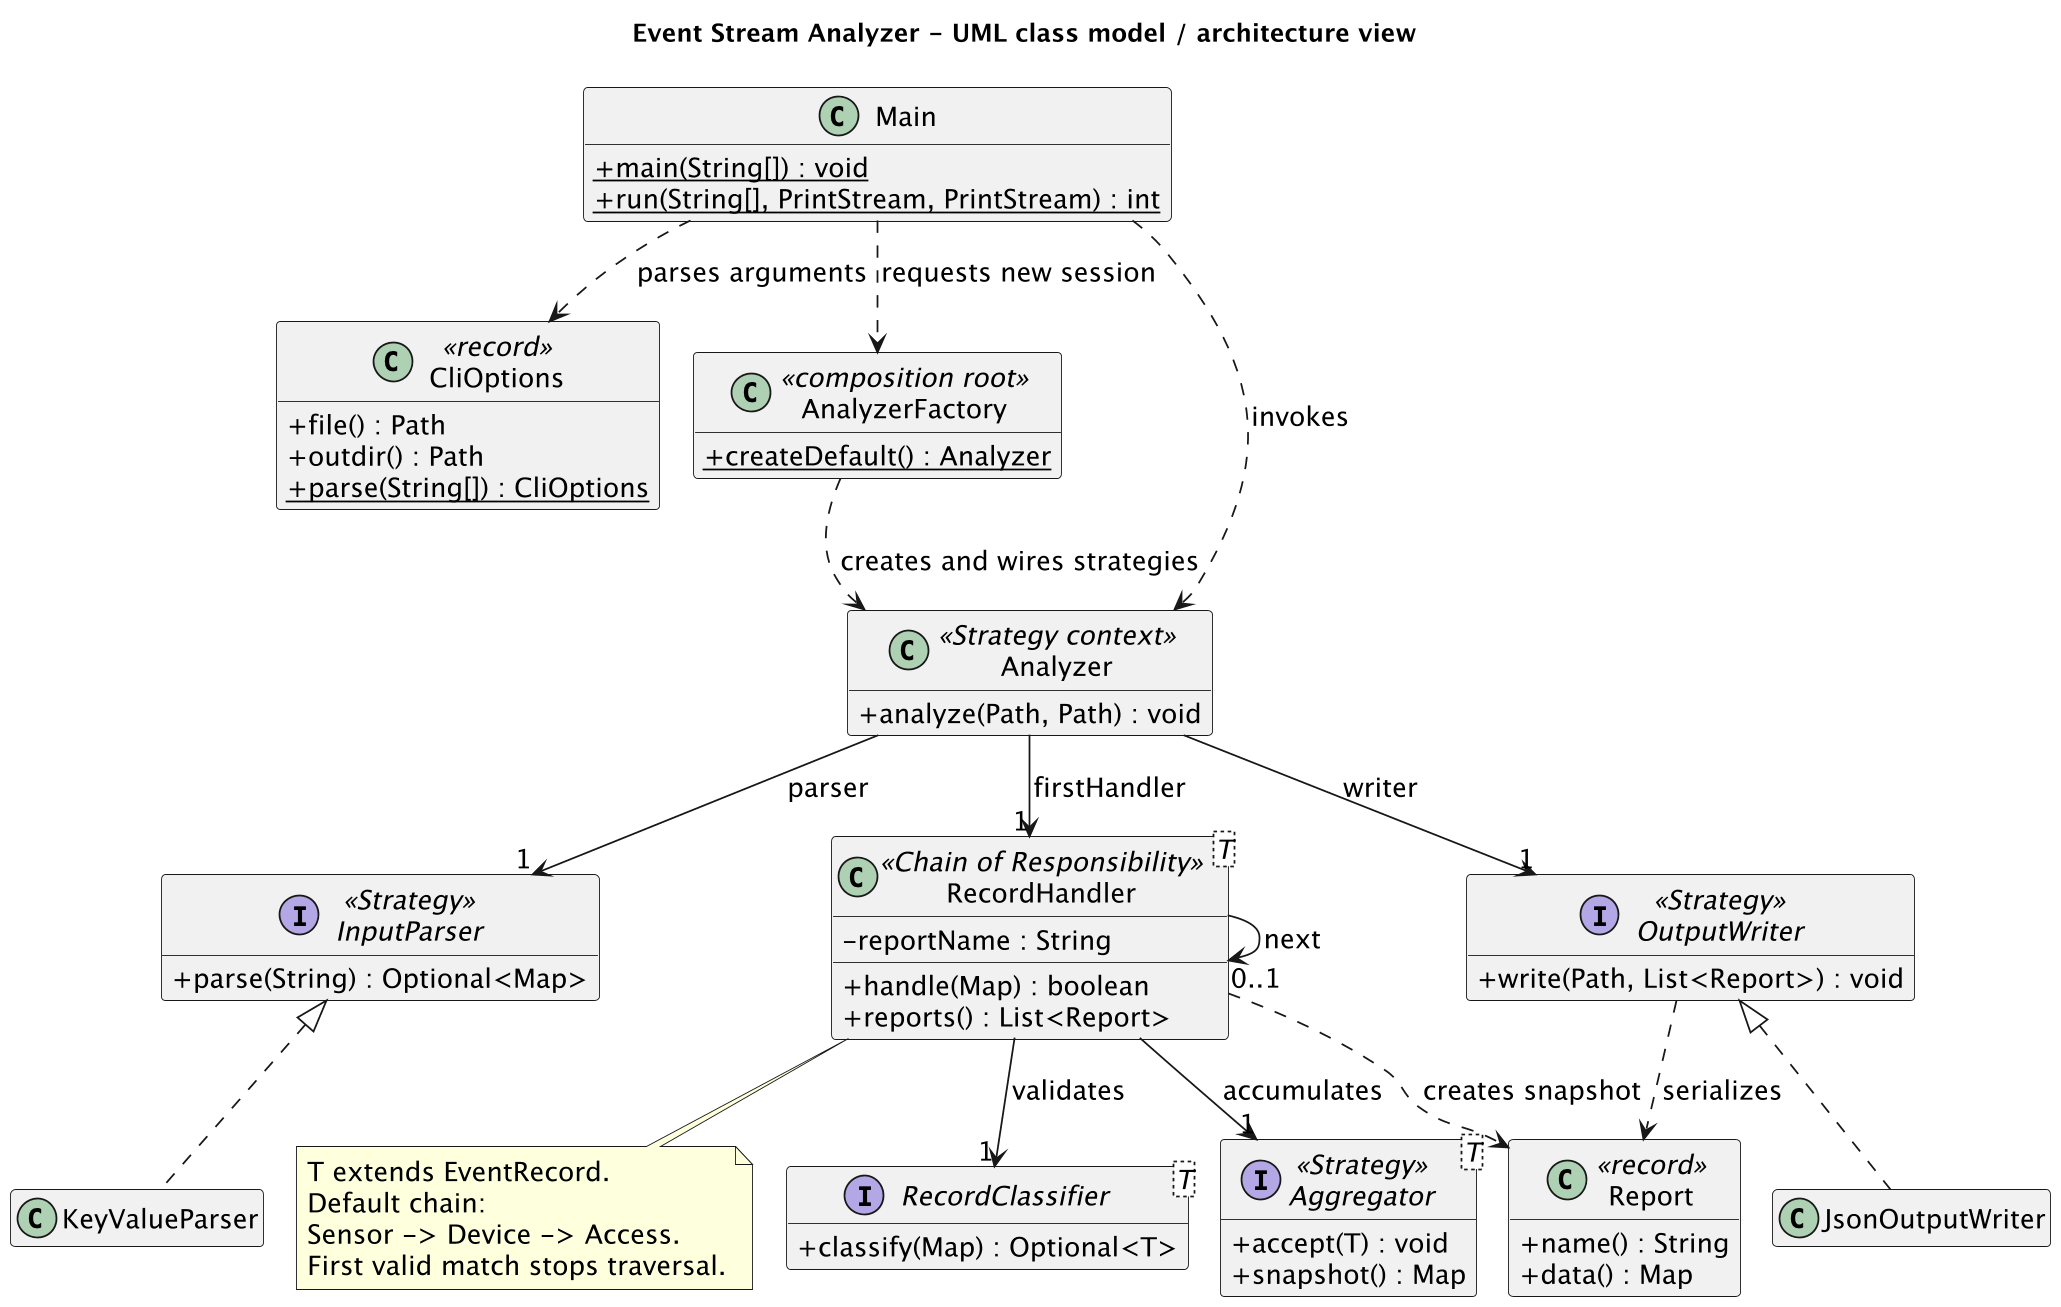 Event Stream Analyzer – UML class model / architecture view
C Main
+main(String[]) : void
+run(String[], PrintStream, PrintStream) : int
parses arguments
requests new session
invokes
«record»
C CliOptions
+file() : Path
+outdir() : Path
+parse(String[]) : CliOptions
«composition root»
C AnalyzerFactory
+createDefault() : Analyzer
creates and wires strategies
«Strategy context»
C Analyzer
+analyze(Path, Path) : void
parser
firstHandler
writer
1
1
1
«Strategy»
I InputParser
+parse(String) : Optional<Map>
T
«Chain of Responsibility»
C RecordHandler
–reportName : String
+handle(Map) : boolean
+reports() : List<Report>
next
0..1
«Strategy»
I OutputWriter
+write(Path, List<Report>) : void
validates
accumulates
creates snapshot
serializes
1
1
C KeyValueParser
T extends EventRecord.
Default chain:
Sensor –> Device –> Access.
First valid match stops traversal.
T
I RecordClassifier
+classify(Map) : Optional<T>
T
«Strategy»
I Aggregator
+accept(T) : void
+snapshot() : Map
«record»
C Report
+name() : String
+data() : Map
C JsonOutputWriter